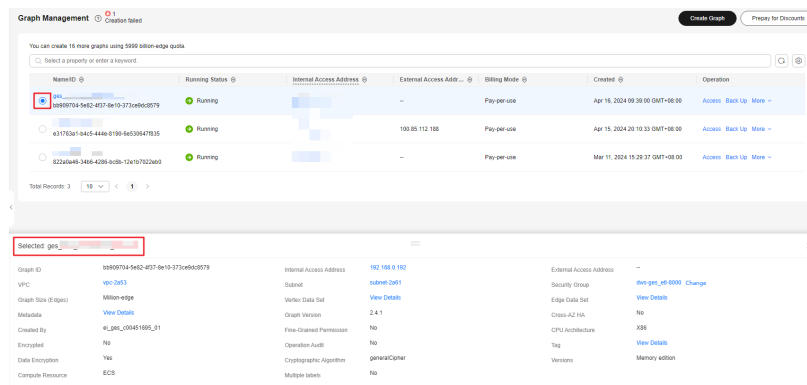 Graph Management 1 Creation failed Create Graph Prepay for Discounts
You can create 16 more graphs using 5999 billion-edge quota.
Select a property or enter a keyword.
Name/ID Running Status Internal Access Address External Access Addr... Billing Mode Created Operation
ges_
bb909704-5e82-4f37-8e10-373ce9dc8579 Running -- Pay-per-use Apr 16, 2024 09:39:00 GMT+08:00 Access Back Up More
e31763a1-b4c5-444e-8190-6e530647f835 Running 100.85.112.188 Pay-per-use Apr 15, 2024 20:10:33 GMT+08:00 Access Back Up More
822a0a46-3466-4286-bc6b-12e1b7022eb0 Running -- Pay-per-use Mar 11, 2024 15:29:37 GMT+08:00 Access Back Up More
Total Records: 3 10 < 1 >
Selected: ges_
Graph ID bb909704-5e82-4f37-8e10-373ce9dc8579 Internal Access Address 192.168.0.192 External Access Address --
VPC vpc-2a53 Subnet subnet-2a61 Security Group dws-ges_etl-8000 Change
Graph Size (Edges) Million-edge Vertex Data Set View Details Edge Data Set View Details
Metadata View Details Graph Version 2.4.1 Cross-AZ HA No
Created By ei_ges_c00451695_01 Fine-Grained Permission No CPU Architecture X86
Encrypted No Operation Audit No Tag View Details
Data Encryption Yes Cryptographic Algorithm generalCipher Versions Memory edition
Compute Resource ECS Multiple labels No